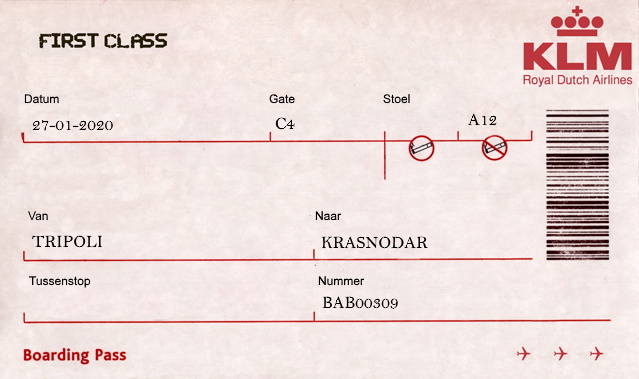 FIRST CLASS
KLM
Royal Dutch Airlines
Datum Gate Stoel
27-01-2020 C4 A12
Van Naar
TRIPOLI KRASNODAR
Tussenstop Nummer
BAB00309
Boarding Pass